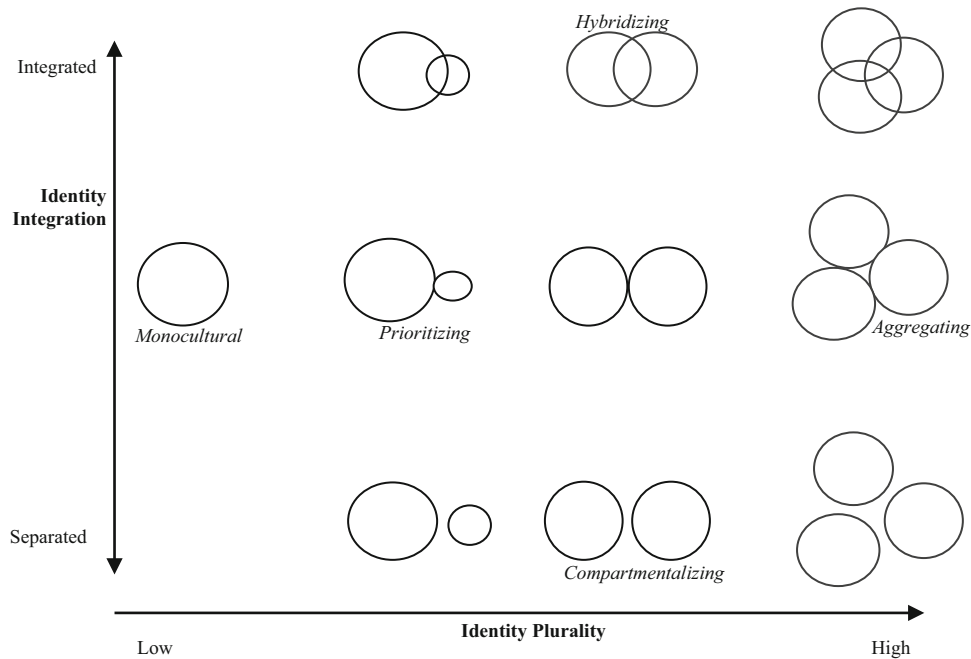 Hybridizing
Integrated
Identity
Integration
Monocultural
Prioritizing
Aggregating
Separated
Compartmentalizing
Identity Plurality
Low
High